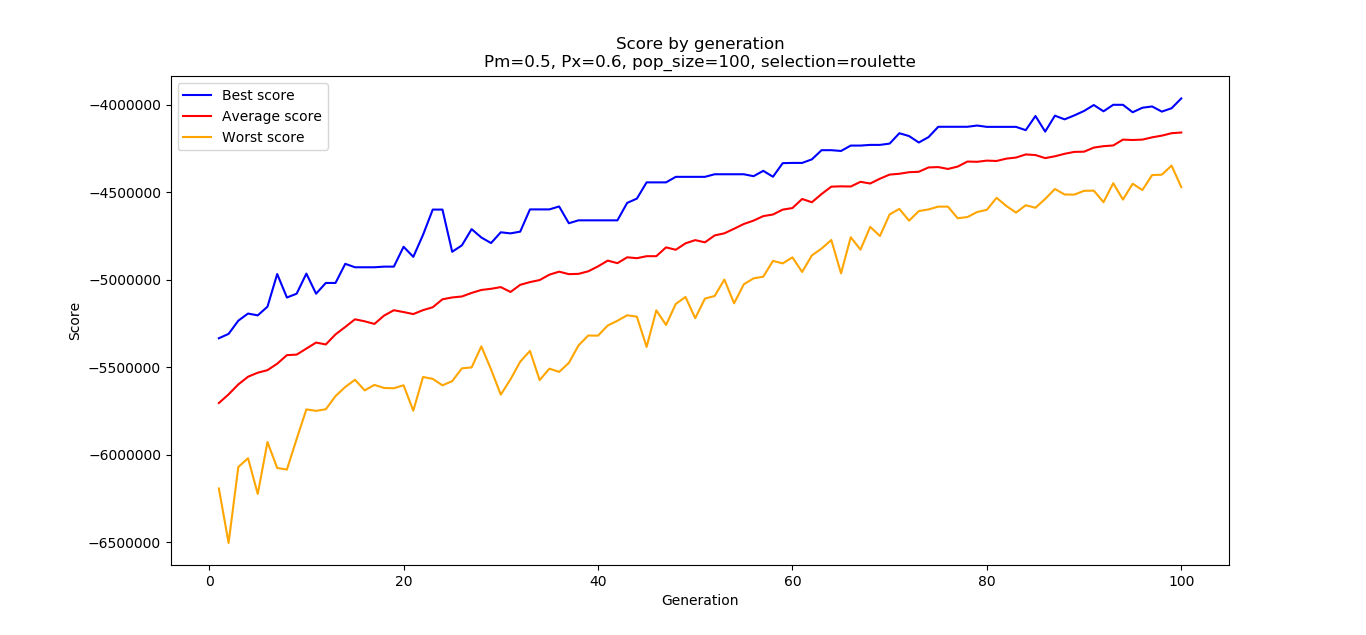 Score by generation
Pm=0.5, Px=0.6, pop_size=100, selection=roulette
Best score
Average score
Worst score
−4000000
−4500000
−5000000
−5500000
−6000000
−6500000
Score
0 20 40 60 80 100
Generation